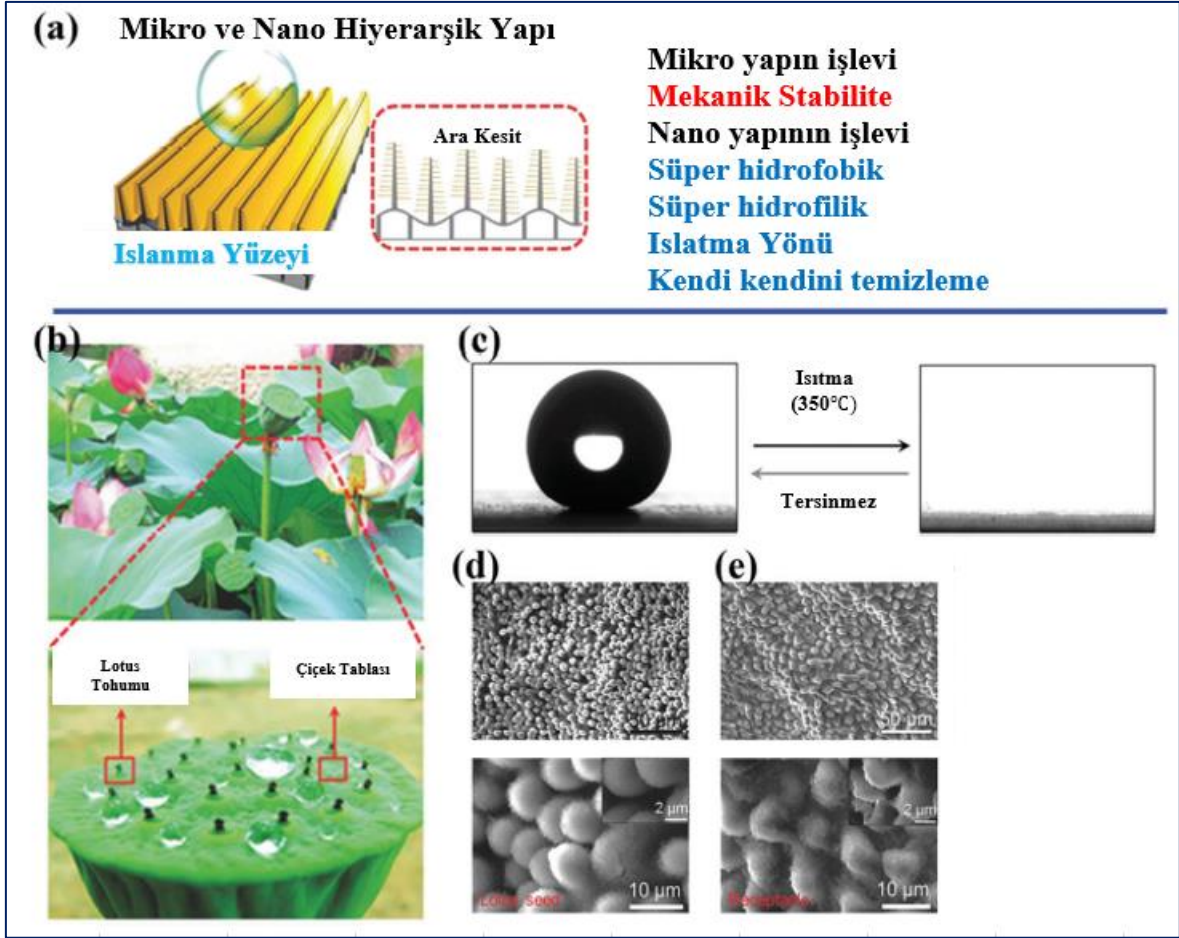 (a) Mikro ve Nano Hiyerarşik Yapı
Ara Kesit
Islanma Yüzeyi
Mikro yapın işlevi
Mekanik Stabilite
Nano yapının işlevi
Süper hidrofobik
Süper hidrofilik
Islatma Yönü
Kendi kendini temizleme
(b)
Lotus
Tohumu
Çiçek Tablası
(c)
Isıtma
(350°C)
Tersinmez
(d)
2 µm
Lotus seed
10 µm
(e)
50 µm
2 µm
Receptacle
10 µm